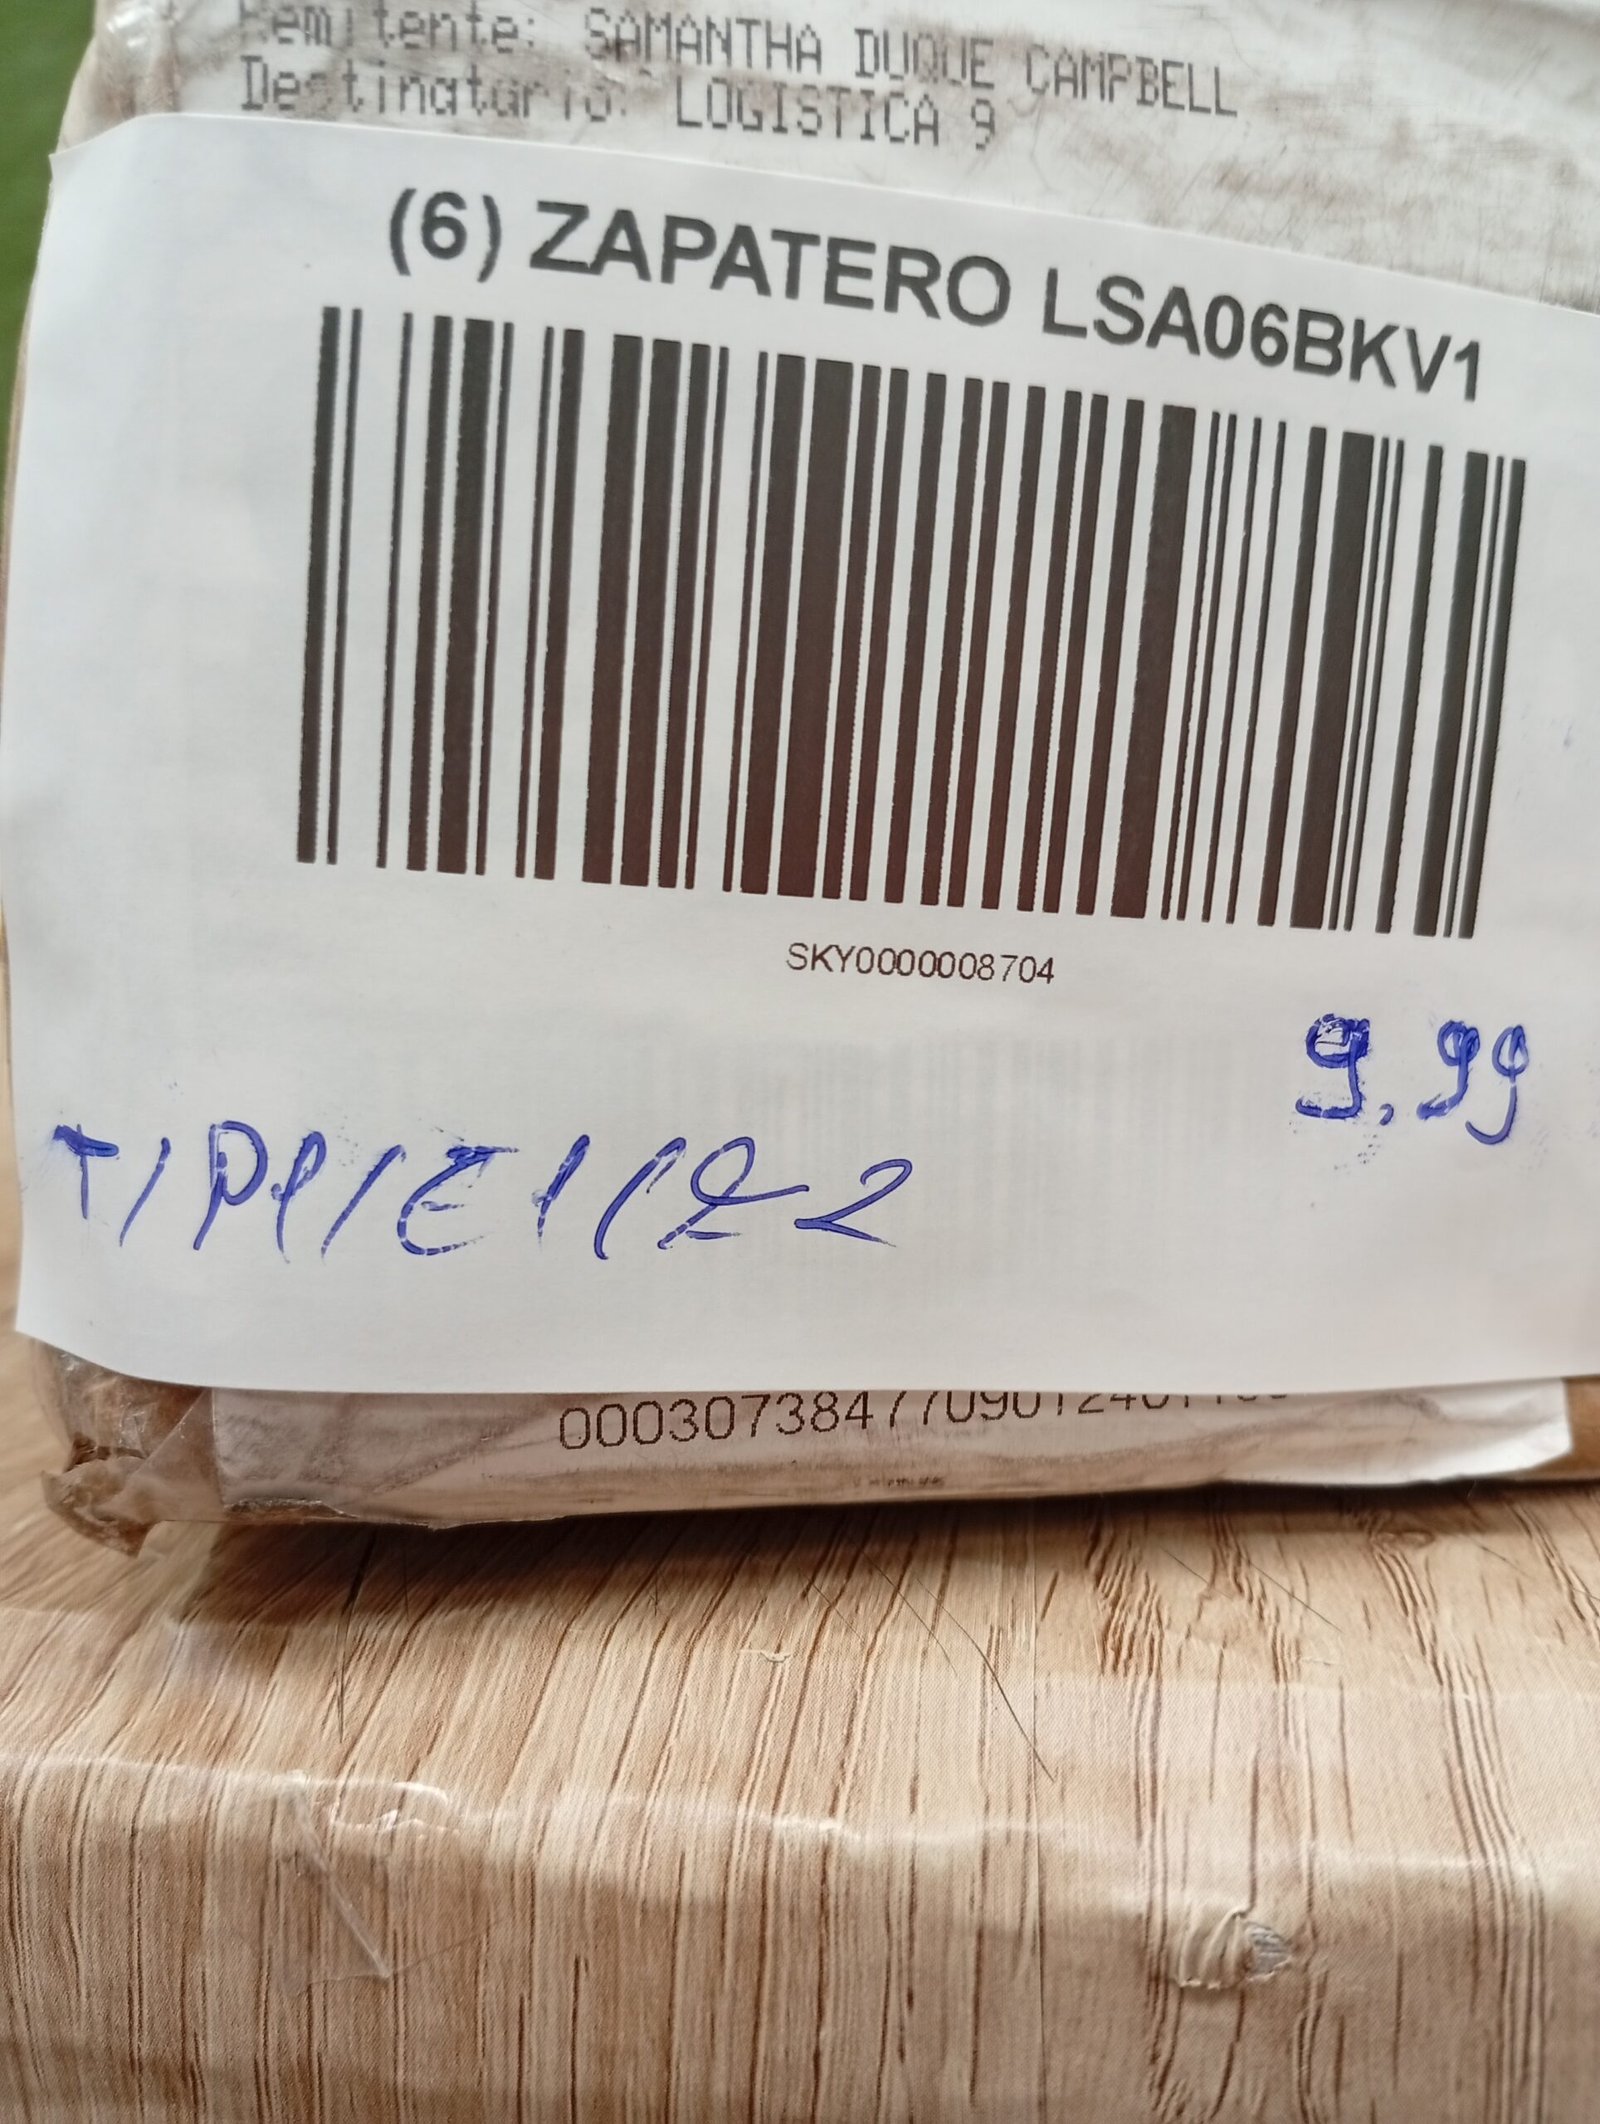 Remitente: SAMANTHA DUQUE CAMPBELL
Destinatario: LOGISTICA 9
(6) ZAPATERO LSA06BKV1
SKY0000008704
9.99